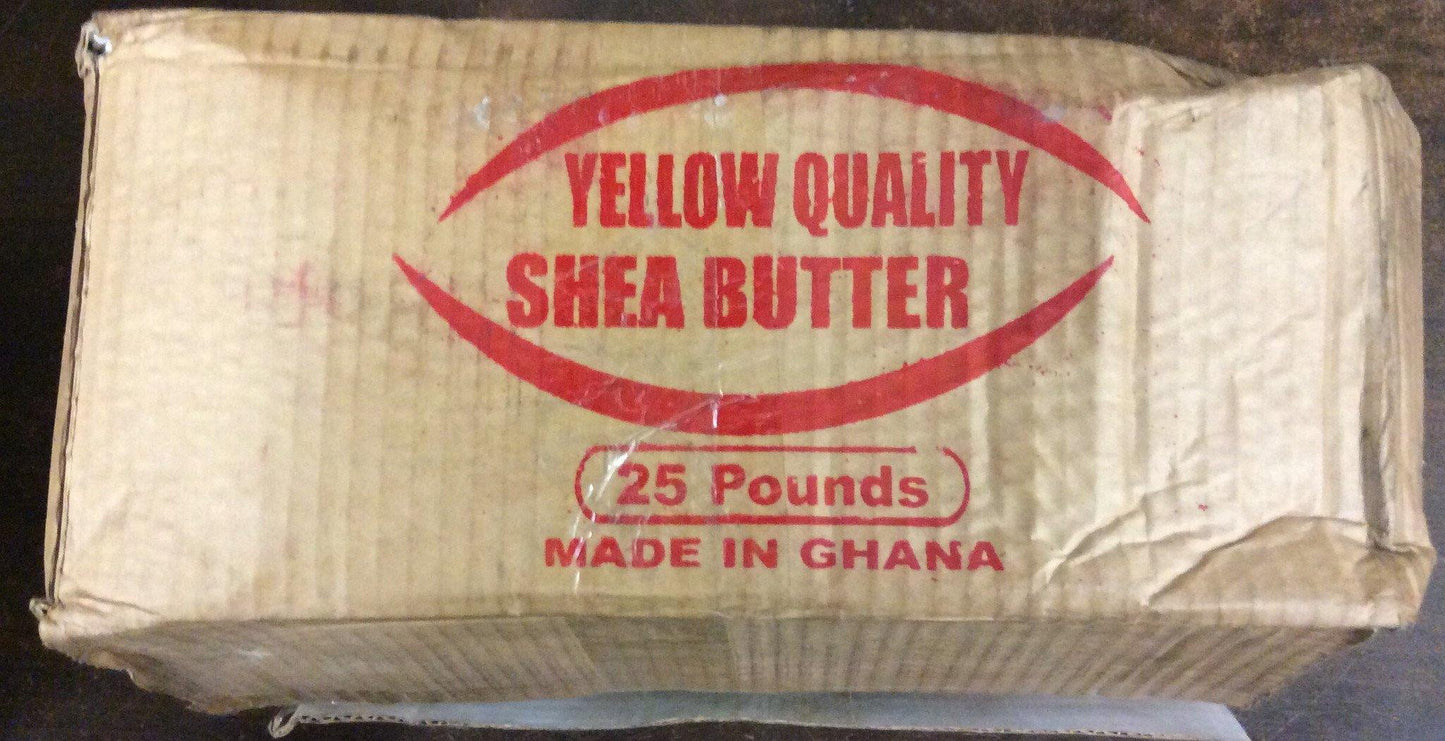 YELLOW QUALITY
SHEA BUTTER
25 Pounds
MADE IN GHANA